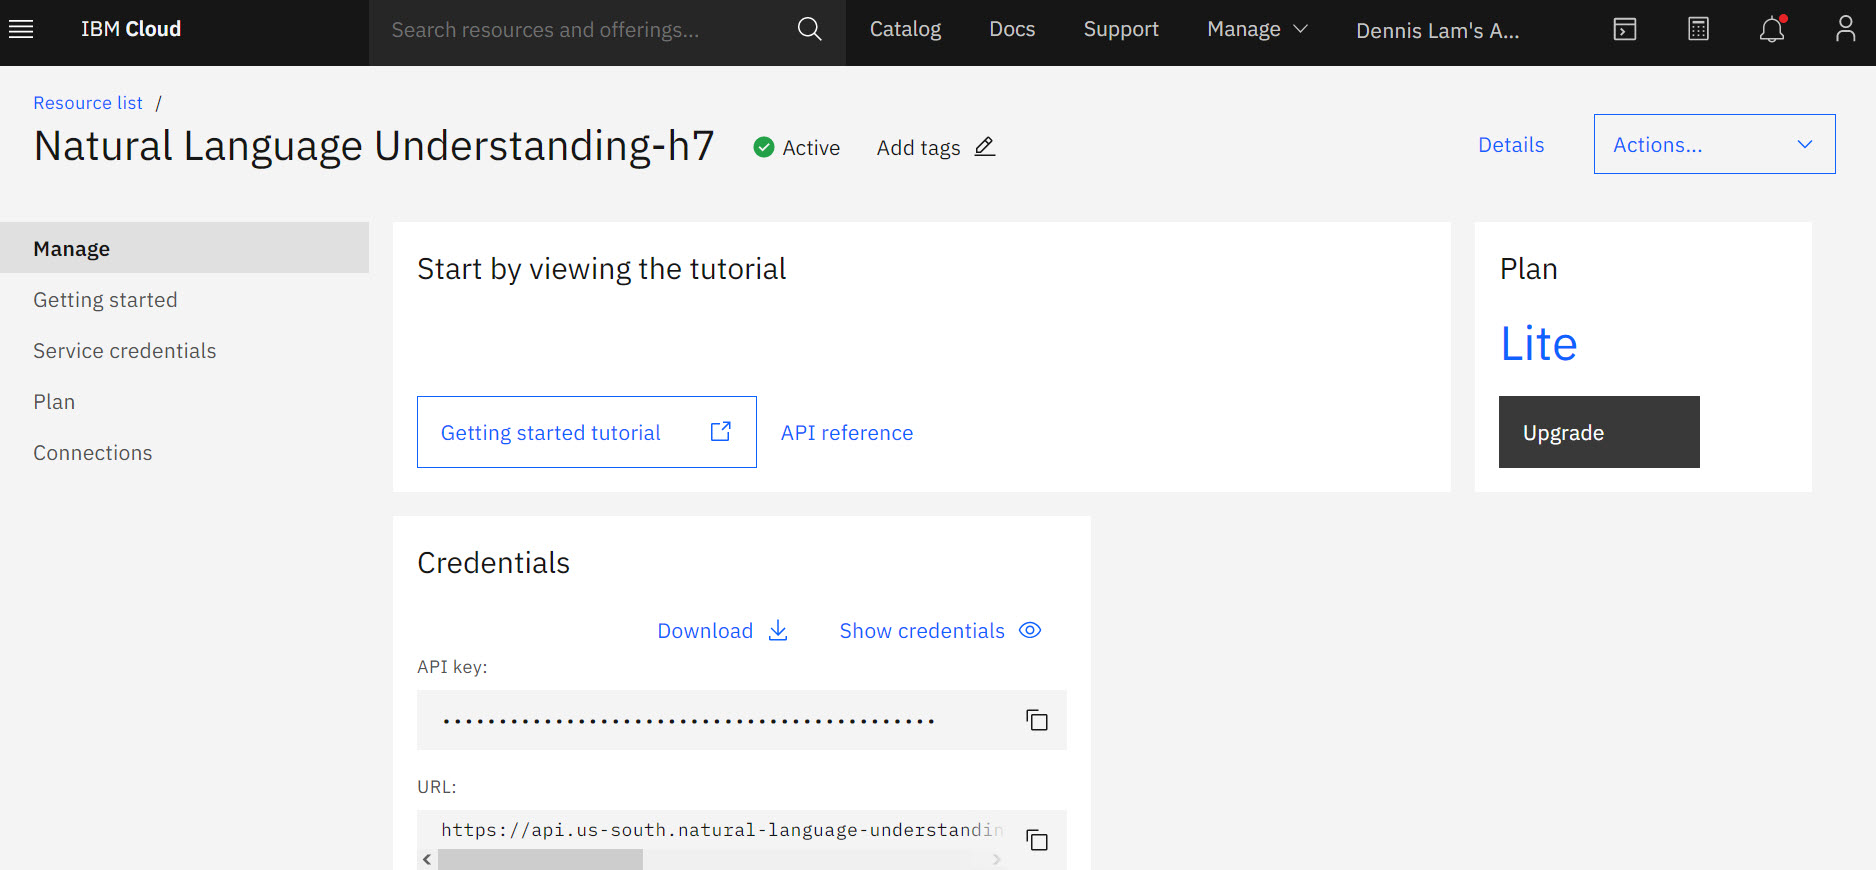 IBM Cloud
Search resources and offerings...
Catalog
Docs
Support
Manage
Dennis Lam's A...
Resource list /
Natural Language Understanding-h7
Active
Add tags
Details
Actions...
Manage
Getting started
Service credentials
Plan
Connections
Start by viewing the tutorial
Getting started tutorial
API reference
Plan
Lite
Upgrade
Credentials
Download
Show credentials
API key:
••••••••••••••••••••••••••••••••••••••••••••
URL:
https://api.us-south.natural-language-understandin